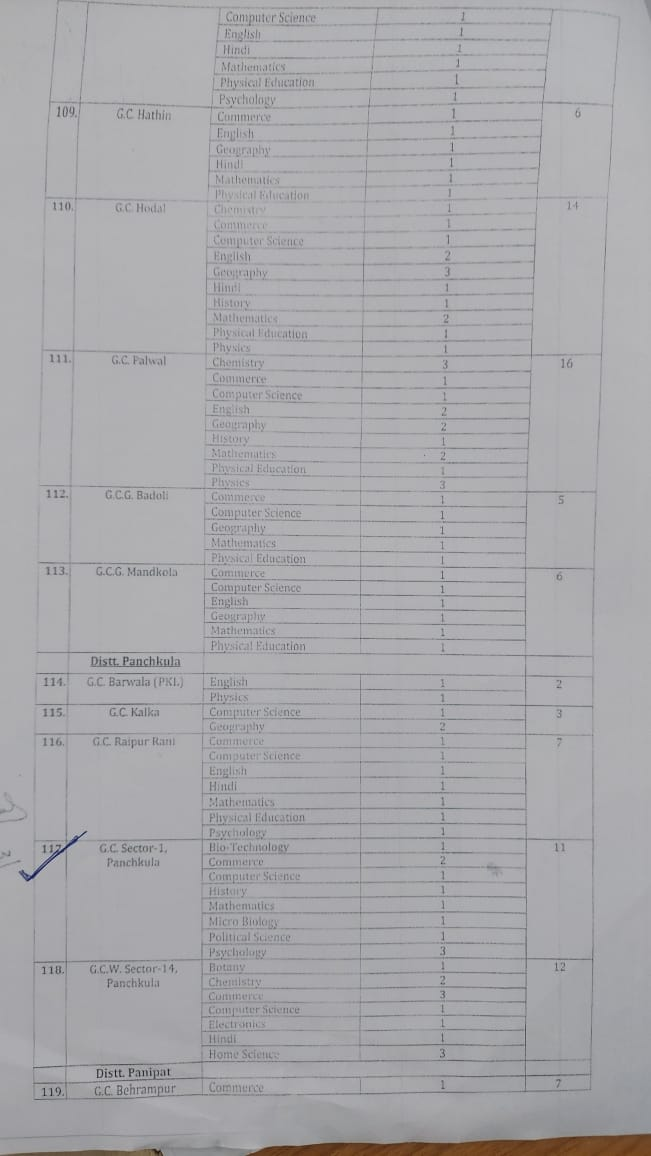 Computer Science 1
English 1
Hindi 1
Mathematics 1
Physical Education 1
Psychology 1
109. G.C. Hathin Commerce 1 6
English 1
Geography 1
Hindi 1
Mathematics 1
Physical Education 1
110. G.C. Hodal Chemistry 1 14
Commerce 1
Computer Science 1
English 2
Geography 3
Hindi 1
History 1
Mathematics 2
Physical Education 1
Physics 1
111. G.C. Palwal Chemistry 3 16
Commerce 1
Computer Science 1
English 2
Geography 2
History 1
Mathematics 2
Physical Education 1
Physics 3
112. G.C.G. Badoli Commerce 1 5
Computer Science 1
Geography 1
Mathematics 1
Physical Education 1
113. G.C.G. Mandkola Commerce 1 6
Computer Science 1
English 1
Geography 1
Mathematics 1
Physical Education 1
Distt. Panchkula
114. G.C. Barwala (PKL) English 1 2
Physics 1
115. G.C. Kalka Computer Science 1 3
Geography 2
116. G.C. Raipur Rani Commerce 1 7
Computer Science 1
English 1
Hindi 1
Mathematics 1
Physical Education 1
Psychology 1
117. G.C. Sector-1, Bio-Technology 1 11
Panchkula Commerce 2
Computer Science 1
History 1
Mathematics 1
Micro Biology 1
Political Science 1
Psychology 3
118. G.C.W. Sector-14, Botany 1 12
Panchkula Chemistry 2
Commerce 3
Computer Science 1
Electronics 1
Hindi 1
Home Science 3
Distt. Panipat
119. G.C. Behrampur Commerce 1 7